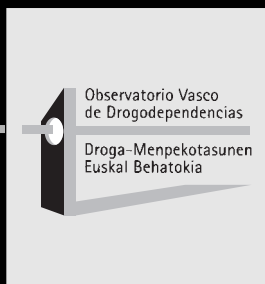 Observatorio Vasco
de Drogodependencias
Droga-Menpekotasunen
Euskal Behatokia